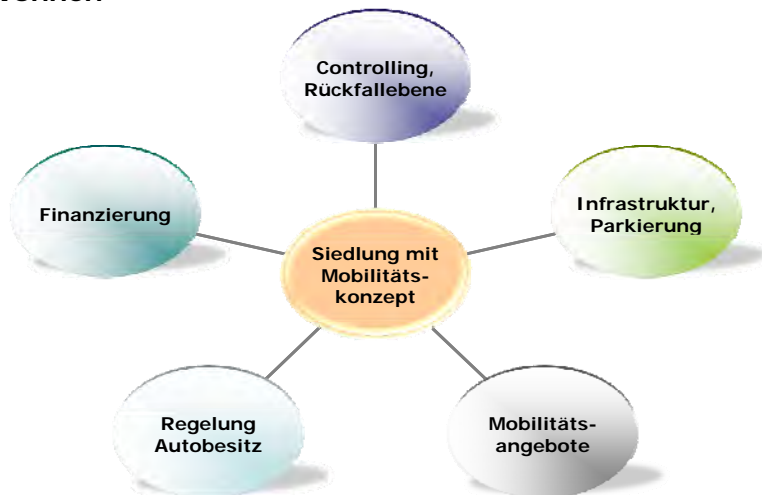 Controlling,
Rückfallebene
Finanzierung
Infrastruktur,
Parkierung
Siedlung mit
Mobilitäts-
konzept
Regelung
Autobesitz
Mobilitäts-
angebote